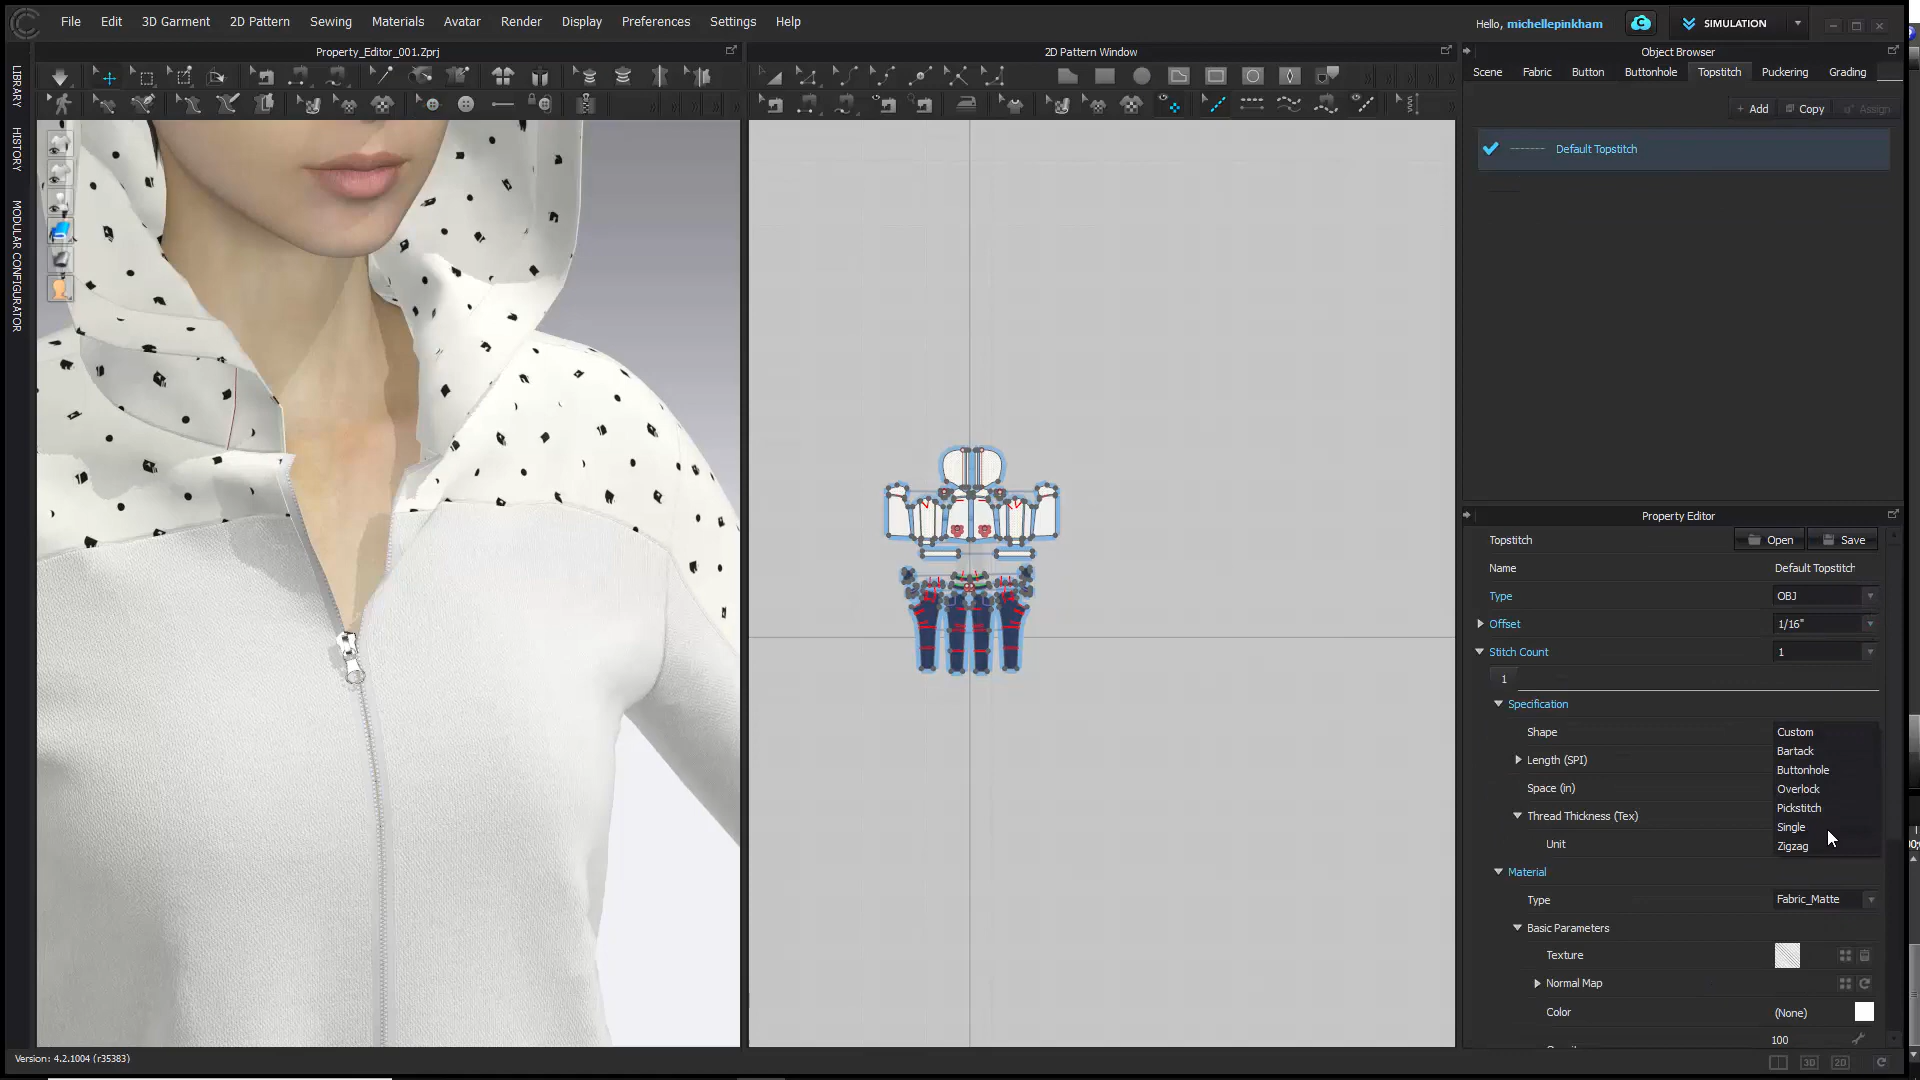 File Edit 3D Garment 2D Pattern Sewing Materials Avatar Render Display Preferences Settings Help
Hello, michellepinkham
SIMULATION
Property_Editor_001.Zprj
2D Pattern Window
Object Browser
Scene Fabric Button Buttonhole Topstitch Puckering Grading
+ Add Copy Assign
Default Topstitch
LIBRARY
HISTORY
MODULAR CONFIGURATOR
Property Editor
Topstitch Open Save
Name Default Topstitch
Type OBJ
Offset 1/16"
Stitch Count 1
1
Specification
Shape Custom
Bartack
Length (SPI)
Buttonhole
Space (in) Overlock
Pickstitch
Thread Thickness (Tex)
Single
Unit Zigzag
Material
Type Fabric_Matte
Basic Parameters
Texture
Normal Map
Color (None)
100
Version: 4.2.1004 (r35383)
3D 2D